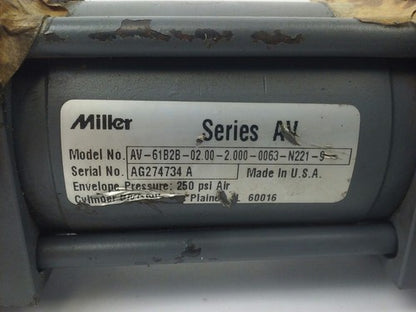 Miller Series AV
Model No. AV-61B2B-02.00-2.000-0063-N221-9
Serial No. AG274734 A Made In U.S.A.
Envelope Pressure: 250 psi Air
Cylinder 60016